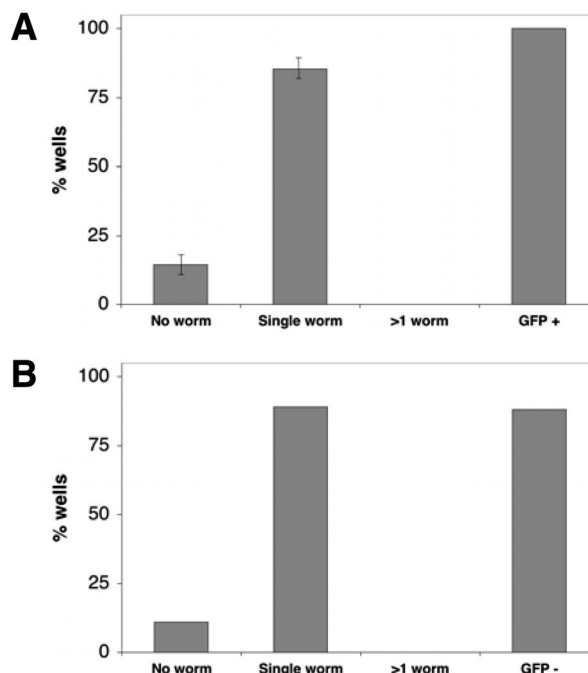 A
100
75
50
25
0
% wells
No worm Single worm >1 worm GFP +
B
100
75
50
25
0
% wells
No worm Single worm >1 worm GFP -